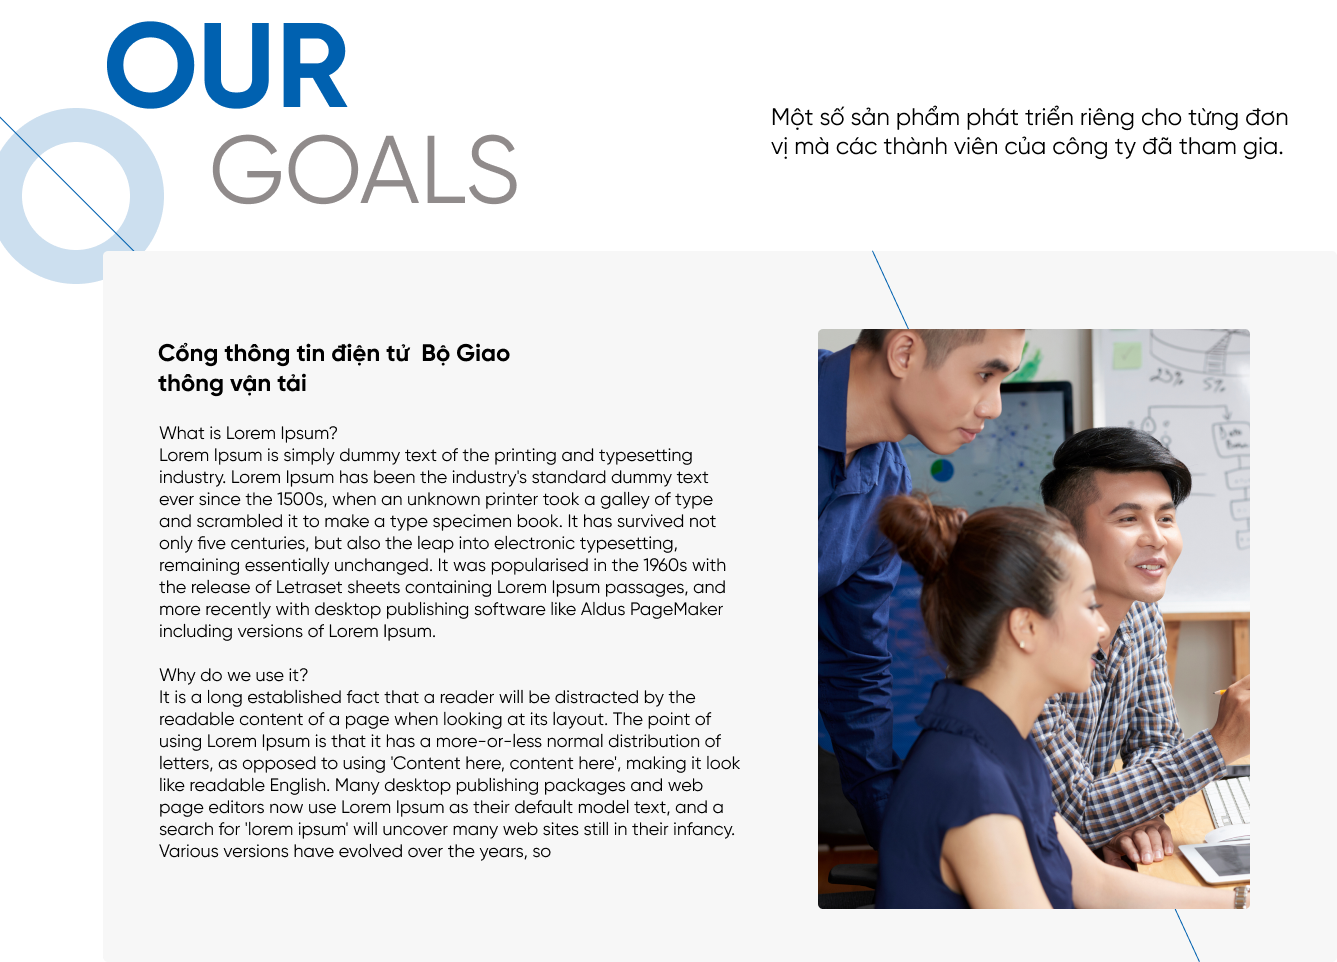 OUR
GOALS
Một số sản phẩm phát triển riêng cho từng đơn
vị mà các thành viên của công ty đã tham gia.
Cổng thông tin điện tử  Bộ Giao
thông vận tải
What is Lorem Ipsum?
Lorem Ipsum is simply dummy text of the printing and typesetting
industry. Lorem Ipsum has been the industry's standard dummy text
ever since the 1500s, when an unknown printer took a galley of type
and scrambled it to make a type specimen book. It has survived not
only five centuries, but also the leap into electronic typesetting,
remaining essentially unchanged. It was popularised in the 1960s with
the release of Letraset sheets containing Lorem Ipsum passages, and
more recently with desktop publishing software like Aldus PageMaker
including versions of Lorem Ipsum.
Why do we use it?
It is a long established fact that a reader will be distracted by the
readable content of a page when looking at its layout. The point of
using Lorem Ipsum is that it has a more-or-less normal distribution of
letters, as opposed to using 'Content here, content here', making it look
like readable English. Many desktop publishing packages and web
page editors now use Lorem Ipsum as their default model text, and a
search for 'lorem ipsum' will uncover many web sites still in their infancy.
Various versions have evolved over the years, so
23% 5%